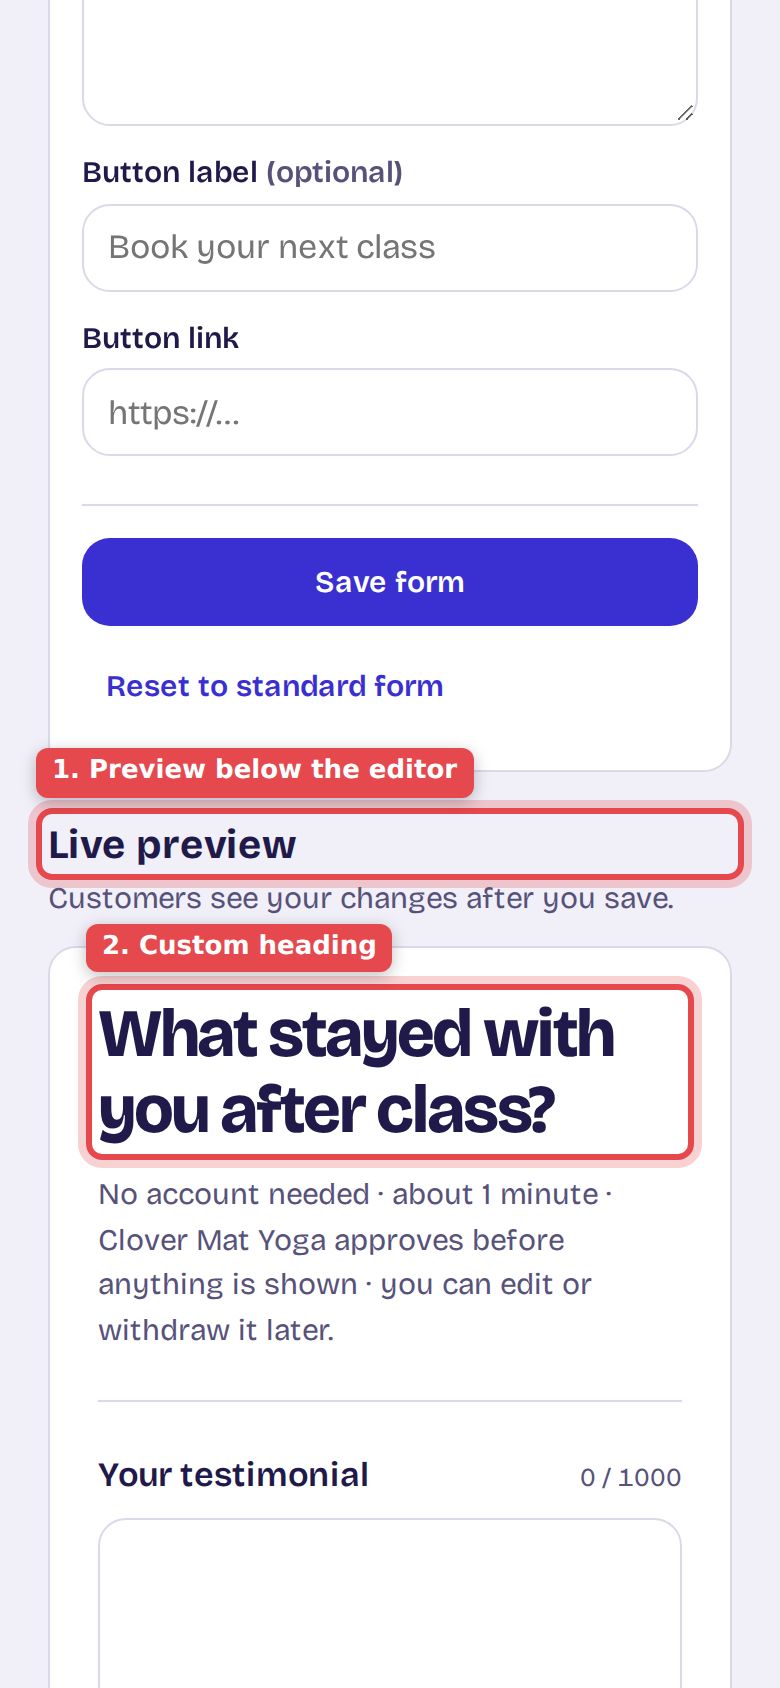 Button label (optional)
Book your next class
Button link
https://...
Save form
Reset to standard form
1. Preview below the editor
Live preview
Customers see your changes after you save.
2. Custom heading
What stayed with
you after class?
No account needed · about 1 minute ·
Clover Mat Yoga approves before
anything is shown · you can edit or
withdraw it later.
Your testimonial
0 / 1000